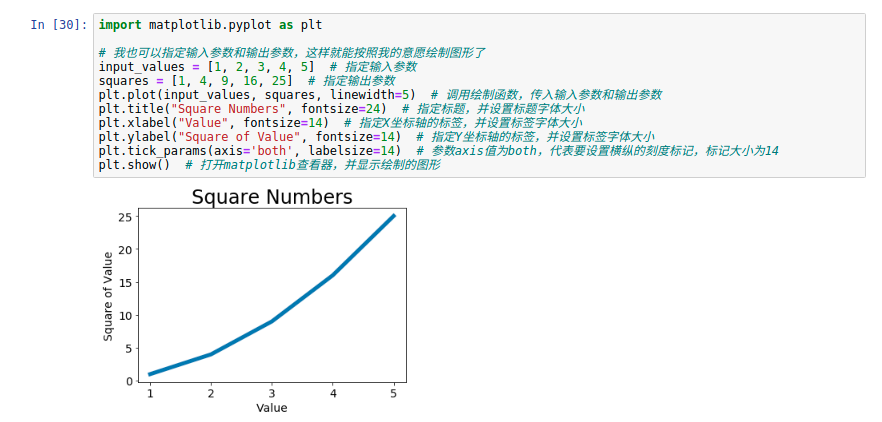 In [30]: import matplotlib.pyplot as plt
# 我也可以指定输入参数和输出参数，这样就能按照我的意愿绘制图形了
input_values = [1, 2, 3, 4, 5]  # 指定输入参数
squares = [1, 4, 9, 16, 25]  # 指定输出参数
plt.plot(input_values, squares, linewidth=5)  # 调用绘制函数，传入输入参数和输出参数
plt.title("Square Numbers", fontsize=24)  # 指定标题，并设置标题字体大小
plt.xlabel("Value", fontsize=14)  # 指定X坐标轴的标签，并设置标签字体大小
plt.ylabel("Square of Value", fontsize=14)  # 指定Y坐标轴的标签，并设置标签字体大小
plt.tick_params(axis='both', labelsize=14)  # 参数axis值为both，代表要设置横纵的刻度标记，标记大小为14
plt.show()  # 打开matplotlib查看器，并显示绘制的图形
Square Numbers
25
20
15
10
5
0
Square of Value
1 2 3 4 5
Value